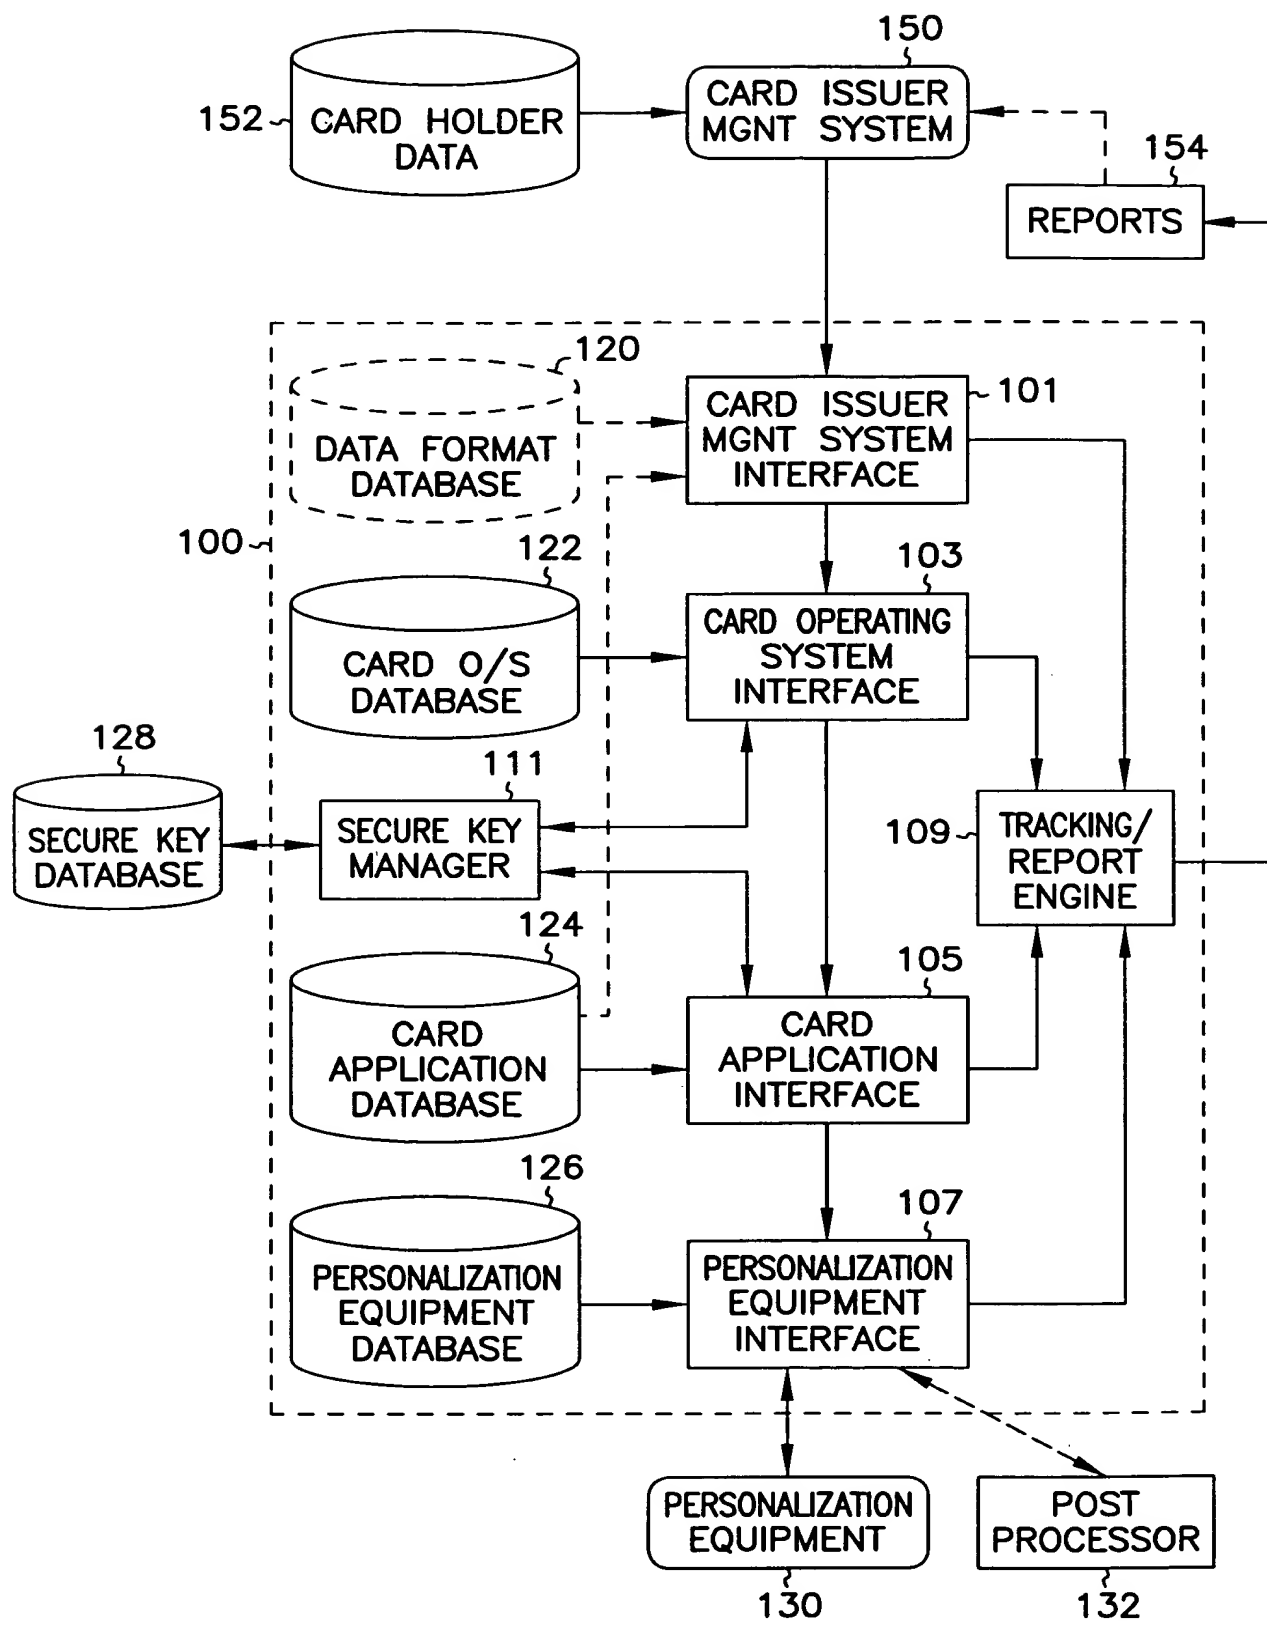 150
CARD ISSUER
MGNT SYSTEM
152
CARD HOLDER
DATA
154
REPORTS
120
DATA FORMAT
DATABASE
101
CARD ISSUER
MGNT SYSTEM
INTERFACE
100
122
CARD O/S
DATABASE
103
CARD OPERATING
SYSTEM
INTERFACE
128
SECURE KEY
DATABASE
111
SECURE KEY
MANAGER
109
TRACKING/
REPORT
ENGINE
124
CARD
APPLICATION
DATABASE
105
CARD
APPLICATION
INTERFACE
126
PERSONALIZATION
EQUIPMENT
DATABASE
107
PERSONALIZATION
EQUIPMENT
INTERFACE
PERSONALIZATION
EQUIPMENT
130
POST
PROCESSOR
132